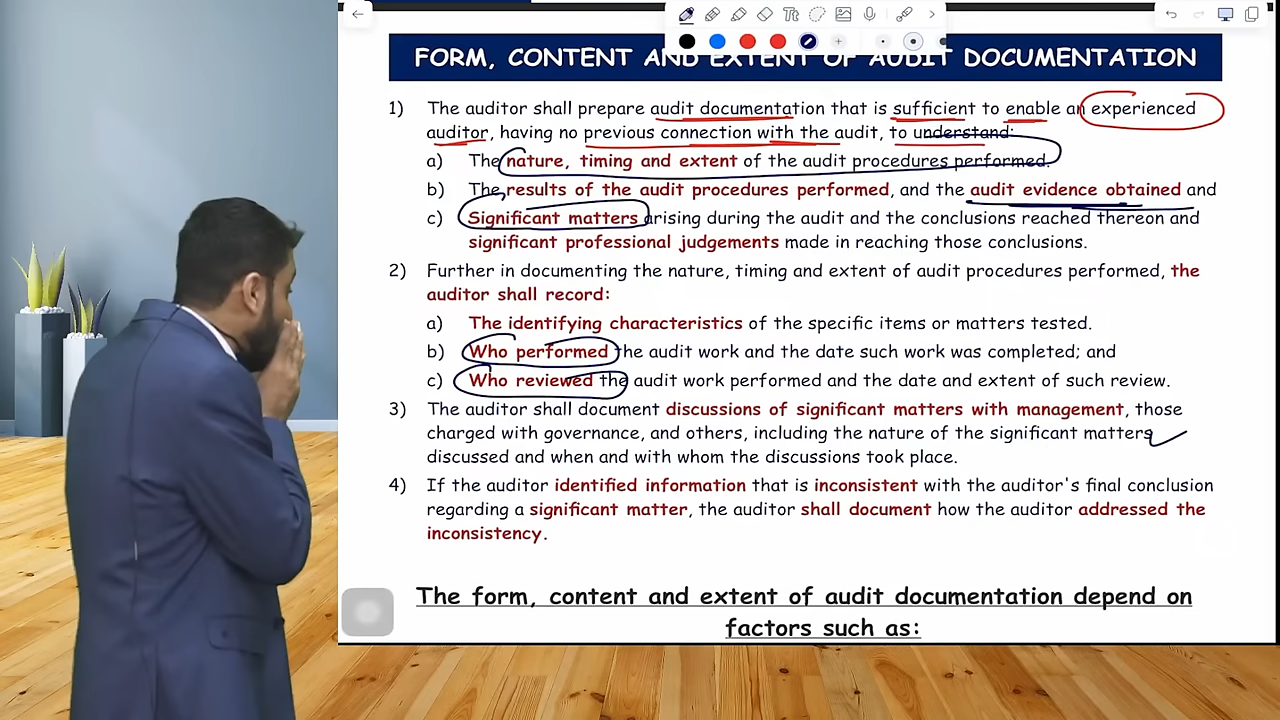 FORM, CONTENT AND EXTENT OF AUDIT DOCUMENTATION
1) The auditor shall prepare audit documentation that is sufficient to enable an experienced
auditor, having no previous connection with the audit, to understand:
a) The nature, timing and extent of the audit procedures performed.
b) The results of the audit procedures performed, and the audit evidence obtained and
c) Significant matters arising during the audit and the conclusions reached thereon and
significant professional judgements made in reaching those conclusions.
2) Further in documenting the nature, timing and extent of audit procedures performed, the
auditor shall record:
a) The identifying characteristics of the specific items or matters tested.
b) Who performed the audit work and the date such work was completed; and
c) Who reviewed the audit work performed and the date and extent of such review.
3) The auditor shall document discussions of significant matters with management, those
charged with governance, and others, including the nature of the significant matters
discussed and when and with whom the discussions took place.
4) If the auditor identified information that is inconsistent with the auditor's final conclusion
regarding a significant matter, the auditor shall document how the auditor addressed the
inconsistency.
The form, content and extent of audit documentation depend on
factors such as: